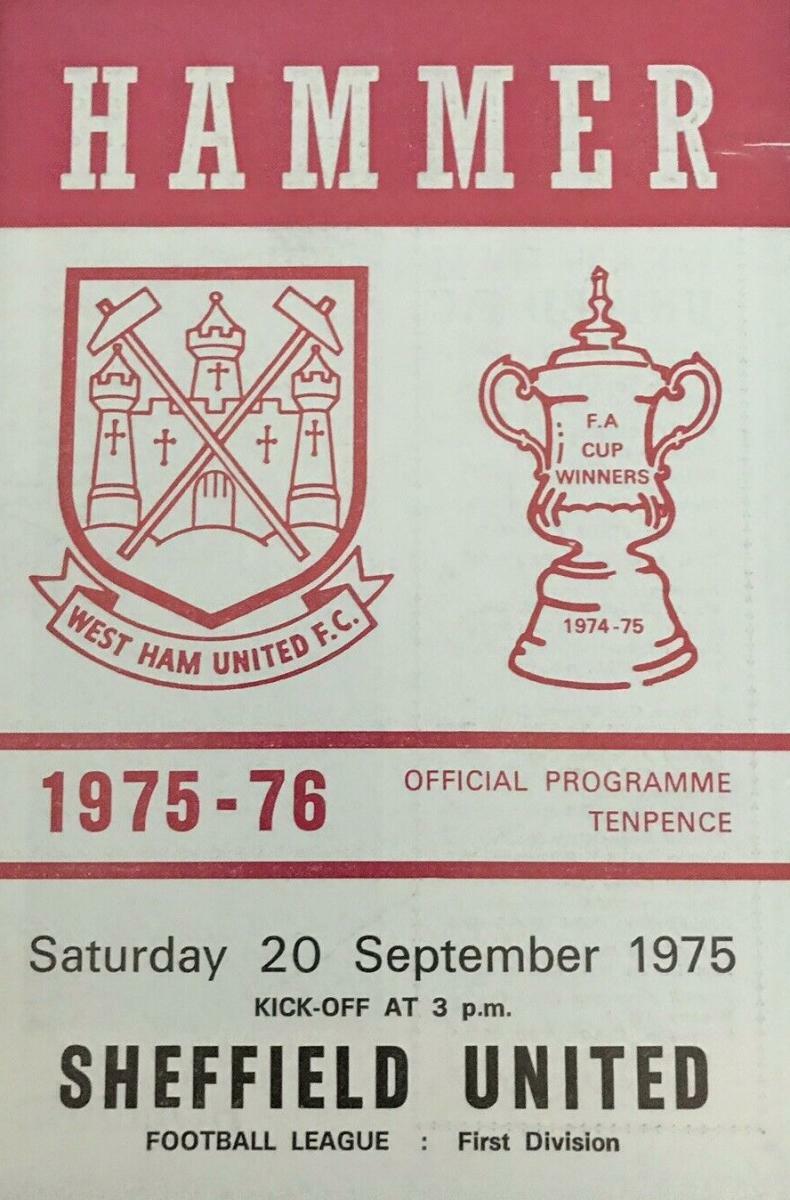 HAMMER
WEST HAM UNITED F.C.
F.A
CUP
WINNERS
1974-75
1975-76
OFFICIAL PROGRAMME
TENPENCE
Saturday 20 September 1975
KICK-OFF AT 3 p.m.
SHEFFIELD UNITED
FOOTBALL LEAGUE : First Division